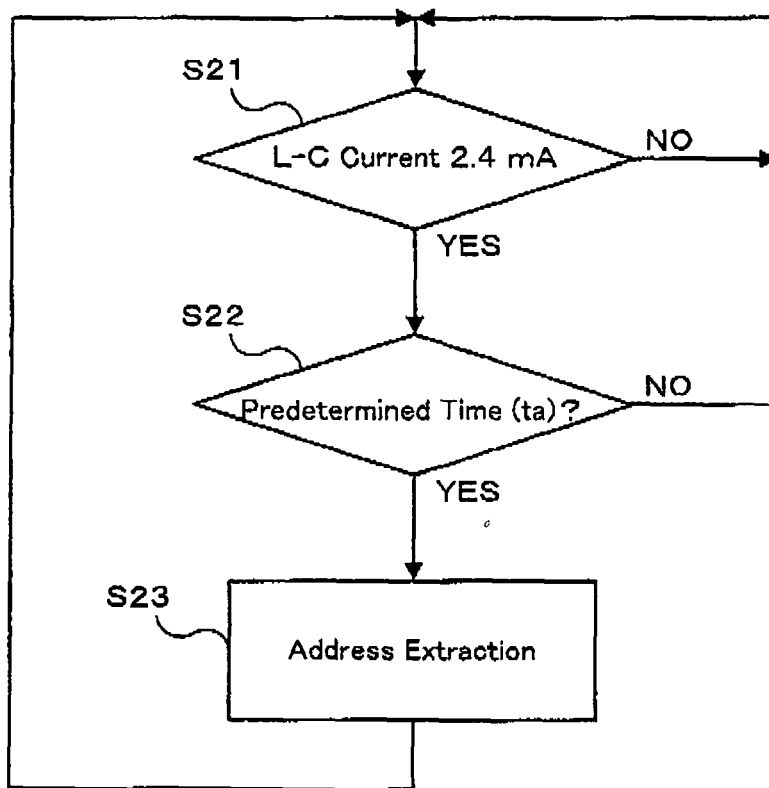 S21
L-C Current 2.4 mA
NO
YES
S22
Predetermined Time (ta)?
NO
YES
S23
Address Extraction